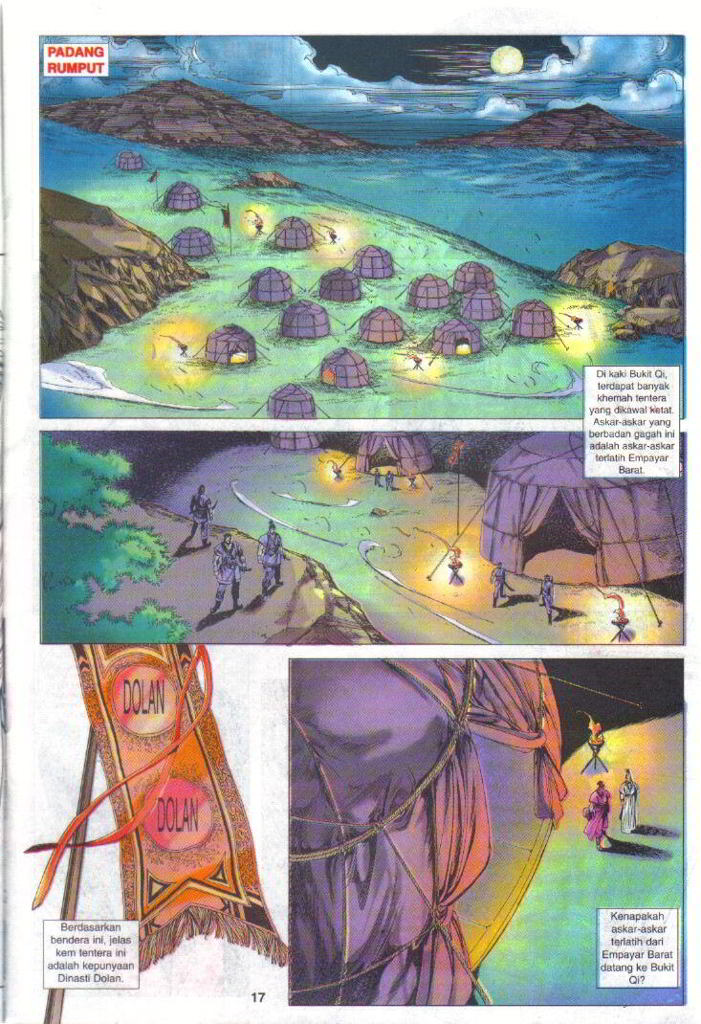 PADANG
RUMPUT
Di kaki Bukit Qi,
terdapat banyak
khemah tentera
yang dikawal ketat.
Askar-askar yang
berbadan gagah ini
adalah askar-askar
terlatih Empayar
Barat.
DOLAN
DOLAN
Berdasarkan
bendera ini, jelas
kem tentera ini
adalah kepunyaan
Dinasti Dolan.
Kenapakah
askar-askar
terlatih dari
Empayar Barat
datang ke Bukit
Qi?
17